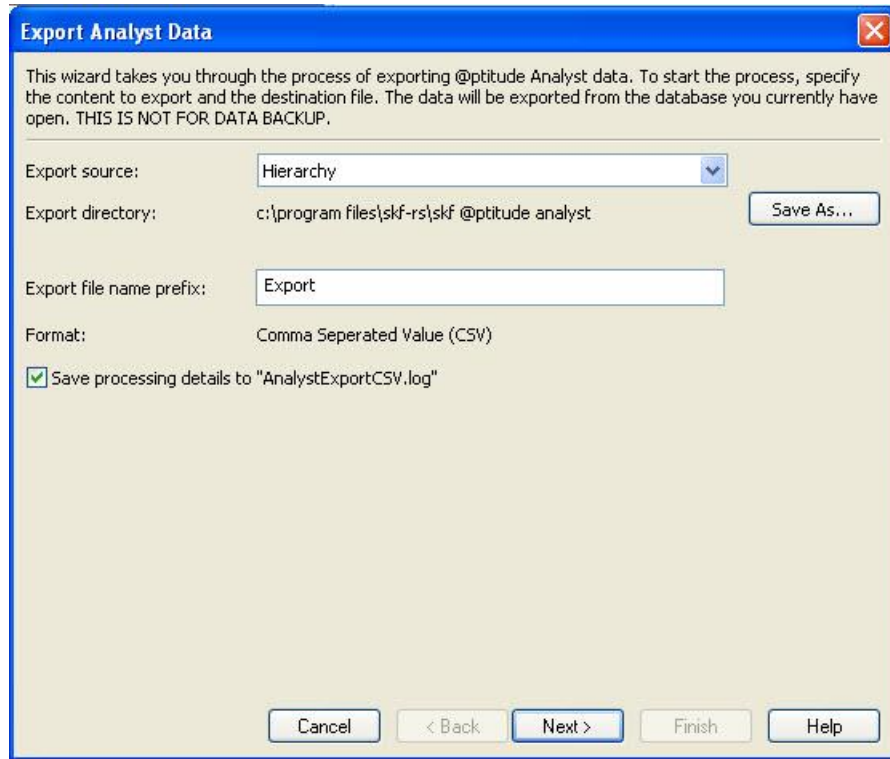 Export Analyst Data
This wizard takes you through the process of exporting @ptitude Analyst data. To start the process, specify
the content to export and the destination file. The data will be exported from the database you currently have
open. THIS IS NOT FOR DATA BACKUP.
Export source: Hierarchy
Export directory: c:\program files\skf-rs\skf @ptitude analyst Save As...
Export file name prefix: Export
Format: Comma Seperated Value (CSV)
Save processing details to "AnalystExportCSV.log"
Cancel < Back Next > Finish Help